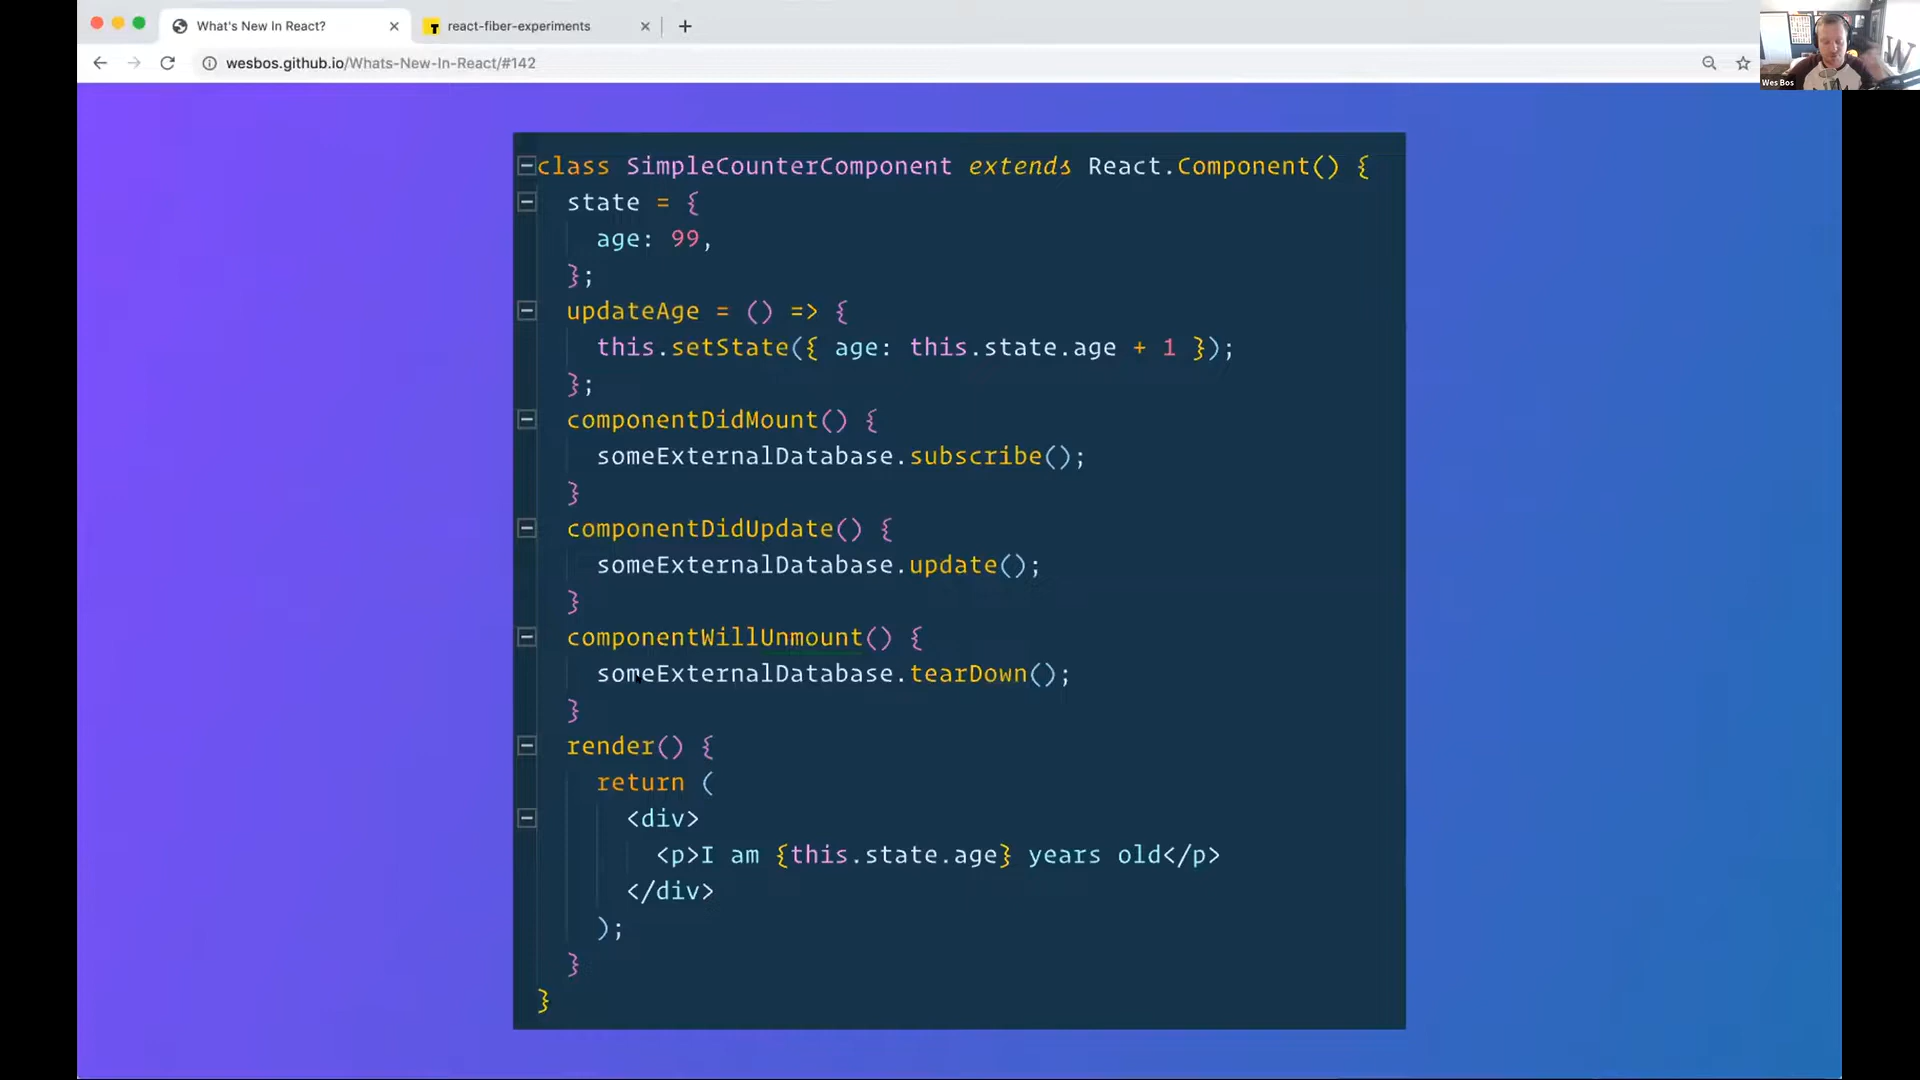 What's New In React?
react-fiber-experiments
wesbos.github.io/Whats-New-In-React/#142
Wes Bos
class SimpleCounterComponent extends React.Component() {
state = {
age: 99,
};
updateAge = () => {
this.setState({ age: this.state.age + 1 });
};
componentDidMount() {
someExternalDatabase.subscribe();
}
componentDidUpdate() {
someExternalDatabase.update();
}
componentWillUnmount() {
someExternalDatabase.tearDown();
}
render() {
return (
<div>
<p>I am {this.state.age} years old</p>
</div>
);
}
}